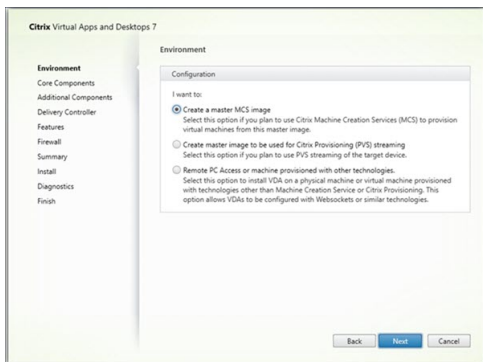 Citrix Virtual Apps and Desktops 7
Environment
Environment
Core Components
Additional Components
Delivery Controller
Features
Firewall
Summary
Install
Diagnostics
Finish
Configuration
I want to:
Create a master MCS image
Select this option if you plan to use Citrix Machine Creation Services (MCS) to provision
virtual machines from this master image.
Create master image to be used for Citrix Provisioning (PVS) streaming
Select this option if you plan to use PVS streaming of the target device.
Remote PC Access or machine provisioned with other technologies.
Select this option to install VDA on a physical machine or virtual machine provisioned
with technologies other than Machine Creation Service or Citrix Provisioning. This
option allows VDAs to be configured with Websockets or similar technologies.
Back
Next
Cancel